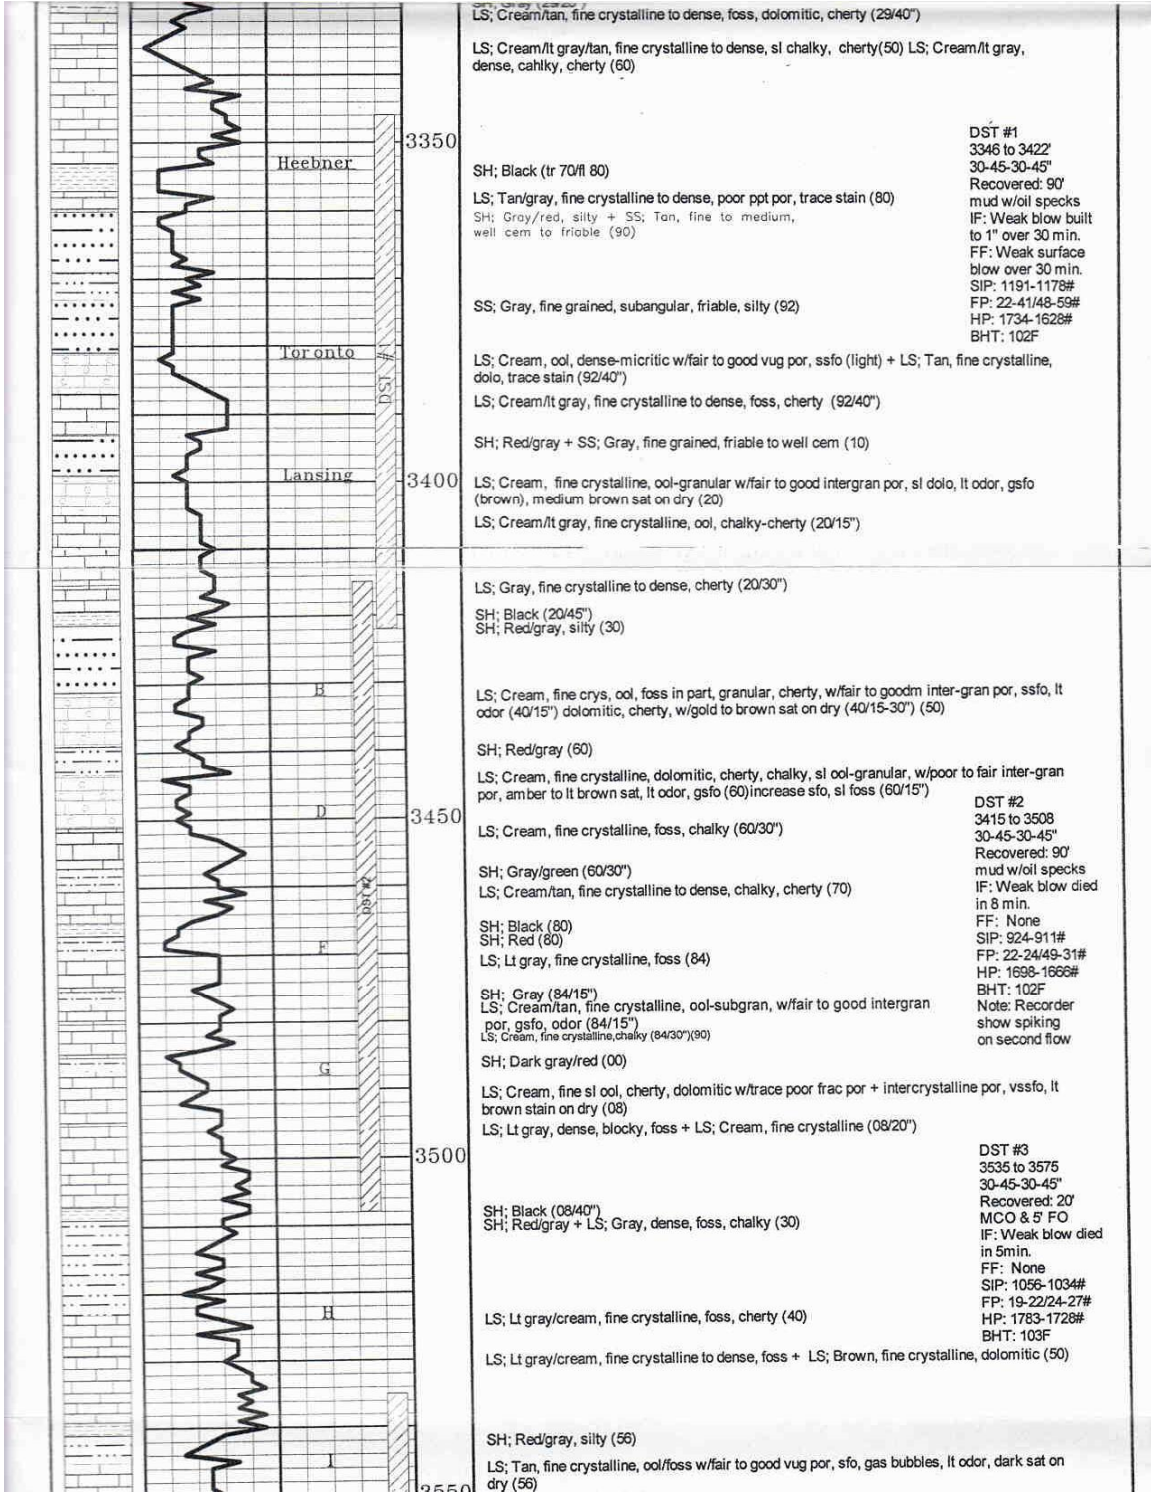 SH; Gray (29/20")
LS; Cream/tan, fine crystalline to dense, foss, dolomitic, cherty (29/40")
LS; Cream/lt gray/tan, fine crystalline to dense, sl chalky, cherty(50) LS; Cream/lt gray,
dense, cahlky, cherty (60)
3350
DST #1
3346 to 3422'
30-45-30-45"
Recovered: 90'
mud w/oil specks
IF: Weak blow built
to 1" over 30 min.
FF: Weak surface
blow over 30 min.
SIP: 1191-1178#
FP: 22-41/48-59#
HP: 1734-1628#
BHT: 102F
Heebner
SH; Black (tr 70/fl 80)
LS; Tan/gray, fine crystalline to dense, poor ppt por, trace stain (80)
SH; Gray/red, silty + SS; Tan, fine to medium,
well cem to friable (90)
SS; Gray, fine grained, subangular, friable, silty (92)
Toronto
DST #
LS; Cream, ool, dense-micritic w/fair to good vug por, ssfo (light) + LS; Tan, fine crystalline,
dolo, trace stain (92/40")
LS; Cream/lt gray, fine crystalline to dense, foss, cherty (92/40")
SH; Red/gray + SS; Gray, fine grained, friable to well cem (10)
Lansing
3400
LS; Cream, fine crystalline, ool-granular w/fair to good intergran por, sl dolo, lt odor, gsfo
(brown), medium brown sat on dry (20)
LS; Cream/lt gray, fine crystalline, ool, chalky-cherty (20/15")
LS; Gray, fine crystalline to dense, cherty (20/30")
SH; Black (20/45")
SH; Red/gray, silty (30)
B
LS; Cream, fine crys, ool, foss in part, granular, cherty, w/fair to goodm inter-gran por, ssfo, lt
odor (40/15") dolomitic, cherty, w/gold to brown sat on dry (40/15-30") (50)
SH; Red/gray (60)
LS; Cream, fine crystalline, dolomitic, cherty, chalky, sl ool-granular, w/poor to fair inter-gran
por, amber to lt brown sat, lt odor, gsfo (60)increase sfo, sl foss (60/15")
D
3450
LS; Cream, fine crystalline, foss, chalky (60/30")
DST #2
3415 to 3508
30-45-30-45"
Recovered: 90'
mud w/oil specks
IF: Weak blow died
in 8 min.
FF: None
SIP: 924-911#
FP: 22-24/49-31#
HP: 1698-1666#
BHT: 102F
Note: Recorder
show spiking
on second flow
SH; Gray/green (60/30")
LS; Cream/tan, fine crystalline to dense, chalky, cherty (70)
DST #2
SH; Black (80)
SH; Red (80)
F
LS; Lt gray, fine crystalline, foss (84)
SH; Gray (84/15")
LS; Cream/tan, fine crystalline, ool-subgran, w/fair to good intergran
por, gsfo, odor (84/15")
LS; Cream, fine crystalline,chalky (84/30")(90)
SH; Dark gray/red (00)
G
LS; Cream, fine sl ool, cherty, dolomitic w/trace poor frac por + intercrystalline por, vssfo, lt
brown stain on dry (08)
LS; Lt gray, dense, blocky, foss + LS; Cream, fine crystalline (08/20")
3500
DST #3
3535 to 3575
30-45-30-45"
Recovered: 20'
MCO & 5' FO
IF: Weak blow died
in 5min.
FF: None
SIP: 1056-1034#
FP: 19-22/24-27#
HP: 1783-1728#
BHT: 103F
SH; Black (08/40")
SH; Red/gray + LS; Gray, dense, foss, chalky (30)
H
LS; Lt gray/cream, fine crystalline, foss, cherty (40)
LS; Lt gray/cream, fine crystalline to dense, foss + LS; Brown, fine crystalline, dolomitic (50)
SH; Red/gray, silty (56)
I
LS; Tan, fine crystalline, ool/foss w/fair to good vug por, sfo, gas bubbles, lt odor, dark sat on
dry (56)
3550